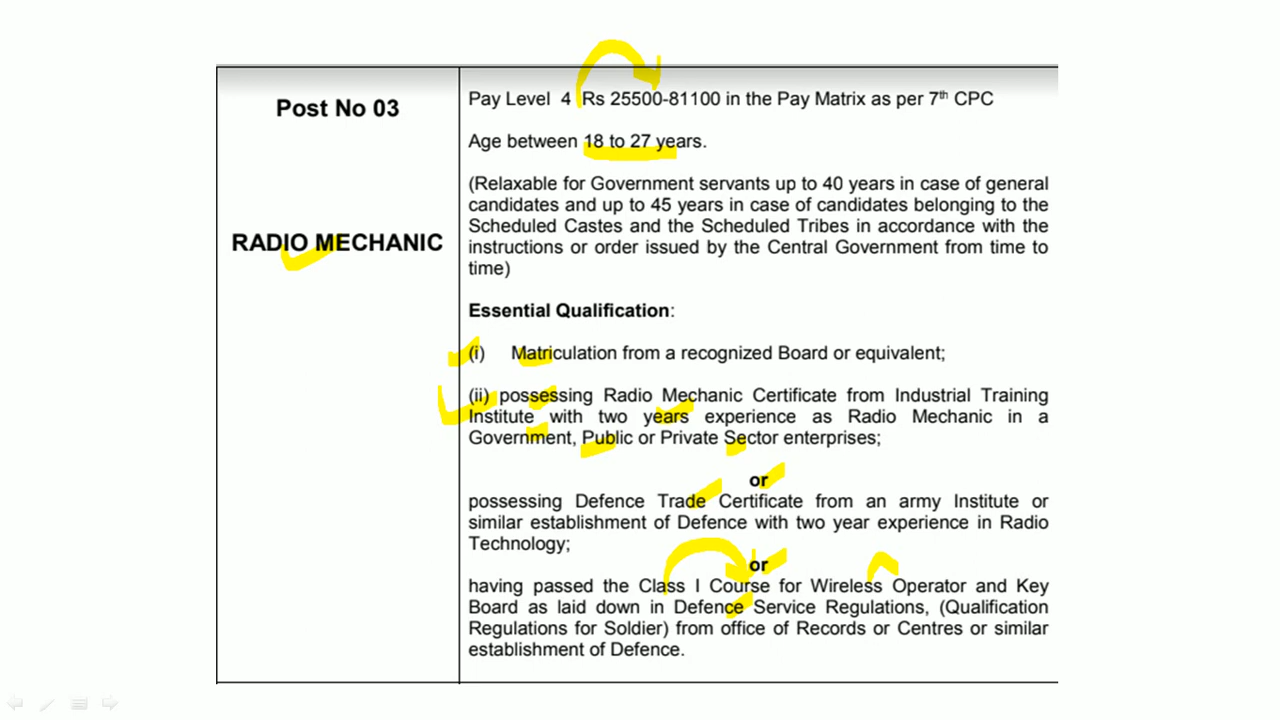 Post No 03
RADIO MECHANIC
Pay Level 4 Rs 25500-81100 in the Pay Matrix as per 7th CPC
Age between 18 to 27 years.
(Relaxable for Government servants up to 40 years in case of general
candidates and up to 45 years in case of candidates belonging to the
Scheduled Castes and the Scheduled Tribes in accordance with the
instructions or order issued by the Central Government from time to
time)
Essential Qualification:
(i) Matriculation from a recognized Board or equivalent;
(ii) possessing Radio Mechanic Certificate from Industrial Training
Institute with two years experience as Radio Mechanic in a
Government, Public or Private Sector enterprises;
or
possessing Defence Trade Certificate from an army Institute or
similar establishment of Defence with two year experience in Radio
Technology;
or
having passed the Class I Course for Wireless Operator and Key
Board as laid down in Defence Service Regulations, (Qualification
Regulations for Soldier) from office of Records or Centres or similar
establishment of Defence.